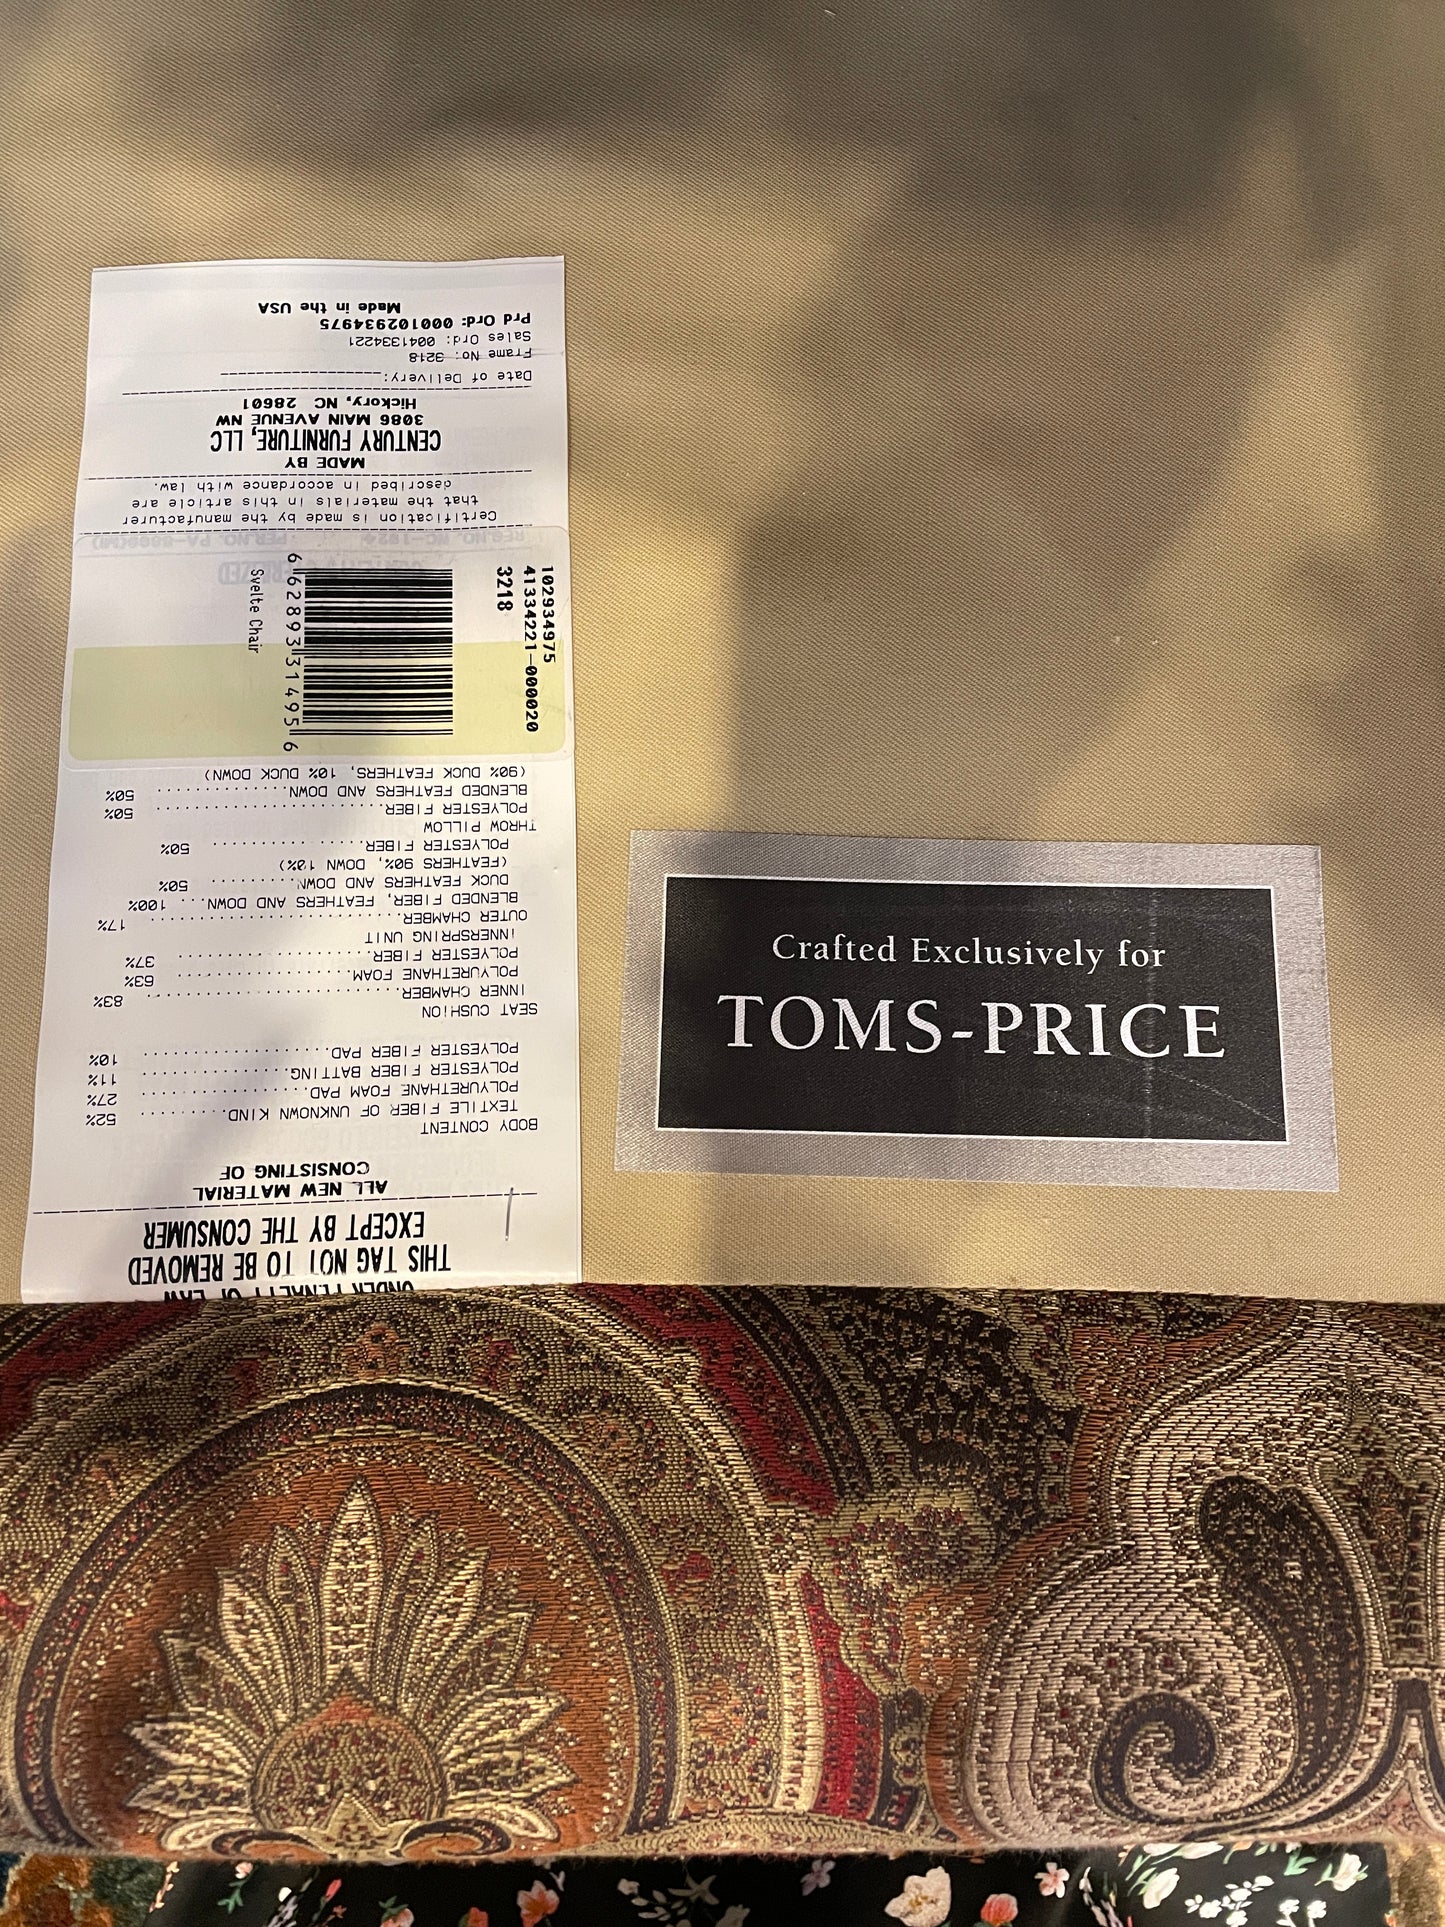 UNDER PENALTY OF LAW
THIS TAG NOT TO BE REMOVED
EXCEPT BY THE CONSUMER
ALL NEW MATERIAL
CONSISTING OF
BODY CONTENT
TEXTILE FIBER OF UNKNOWN KIND.......... 52%
POLYURETHANE FOAM PAD.................. 27%
POLYESTER FIBER BATTING................ 11%
POLYESTER FIBER PAD.................... 10%
SEAT CUSHION
INNER CHAMBER.......................... 83%
POLYURETHANE FOAM.................. 63%
POLYESTER FIBER.................... 37%
INNERSPRING UNIT
OUTER CHAMBER.......................... 17%
BLENDED FIBER, FEATHERS AND DOWN... 100%
DUCK FEATHERS AND DOWN.......... 50%
(FEATHERS 90%, DOWN 10%)
POLYESTER FIBER................. 50%
THROW PILLOW
POLYESTER FIBER........................ 50%
BLENDED FEATHERS AND DOWN.............. 50%
(90% DUCK FEATHERS, 10% DUCK DOWN)
102934975
41334221-000020
3218
6 62893 31495 6
Svelte Chair
Certification is made by the manufacturer
that the materials in this article are
described in accordance with law.
MADE BY
CENTURY FURNITURE, LLC
3086 MAIN AVENUE NW
Hickory, NC 28601
Date of Delivery:____________________
Frame No: 3218
Sales Ord: 0041334221
Prd Ord: 000102934975
Made in the USA
Crafted Exclusively for
TOMS-PRICE